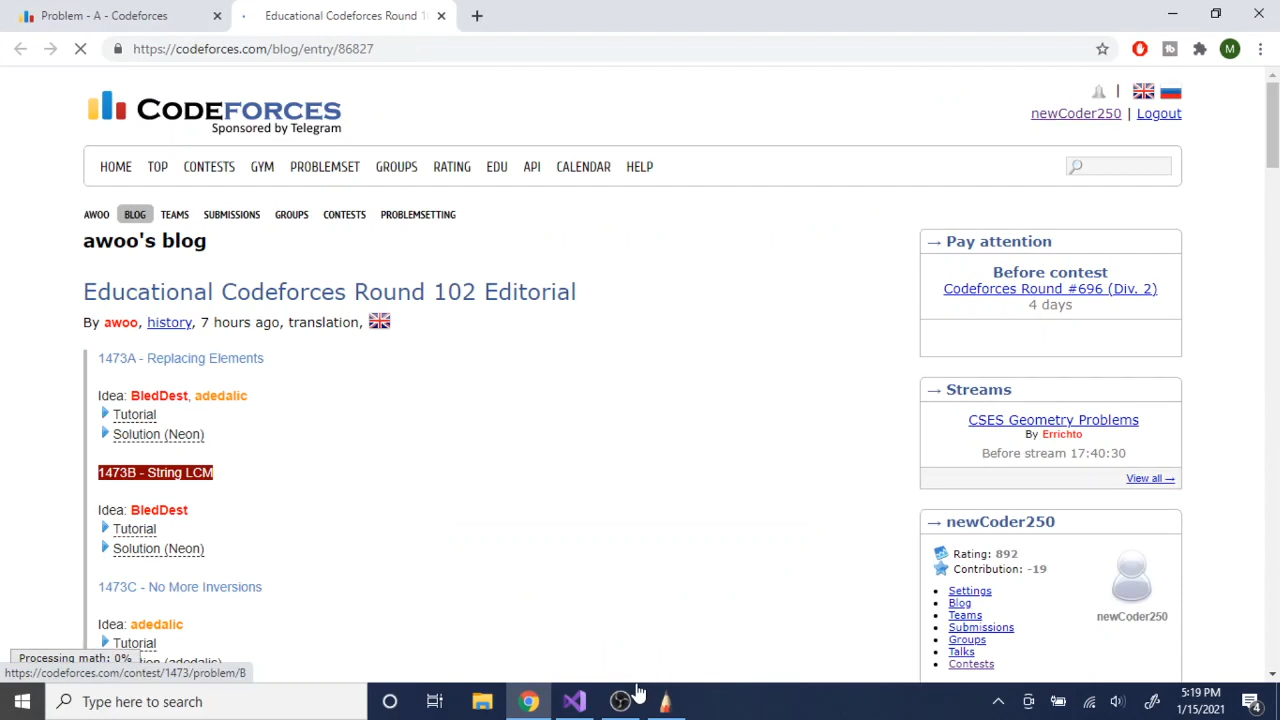 Problem - A - Codeforces
Educational Codeforces Round 1
https://codeforces.com/blog/entry/86827
M
CODEFORCES
Sponsored by Telegram
newCoder250 | Logout
HOME TOP CONTESTS GYM PROBLEMSET GROUPS RATING EDU API CALENDAR HELP
AWOO BLOG TEAMS SUBMISSIONS GROUPS CONTESTS PROBLEMSETTING
awoo's blog
Educational Codeforces Round 102 Editorial
By awoo, history, 7 hours ago, translation,
1473A - Replacing Elements
Idea: BledDest, adedalic
Tutorial
Solution (Neon)
1473B - String LCM
Idea: BledDest
Tutorial
Solution (Neon)
1473C - No More Inversions
Idea: adedalic
Tutorial
→ Pay attention
Before contest
Codeforces Round #696 (Div. 2)
4 days
→ Streams
CSES Geometry Problems
By Errichto
Before stream 17:40:30
View all →
→ newCoder250
Rating: 892
Contribution: -19
Settings
Blog
Teams
Submissions
Groups
Talks
Contests
newCoder250
Processing math: 0%
https://codeforces.com/contest/1473/problem/B
Type here to search
5:19 PM
1/15/2021
4